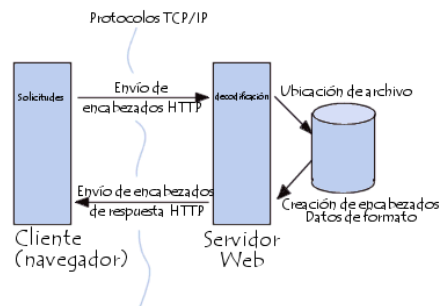 Protocolos TCP/IP
Solicitudes
Envío de
encabezados HTTP
decodificación
Ubicación de archivo
Envío de encabezados
de respuesta HTTP
Creación de encabezados
Datos de formato
Cliente
(navegador)
Servidor
Web